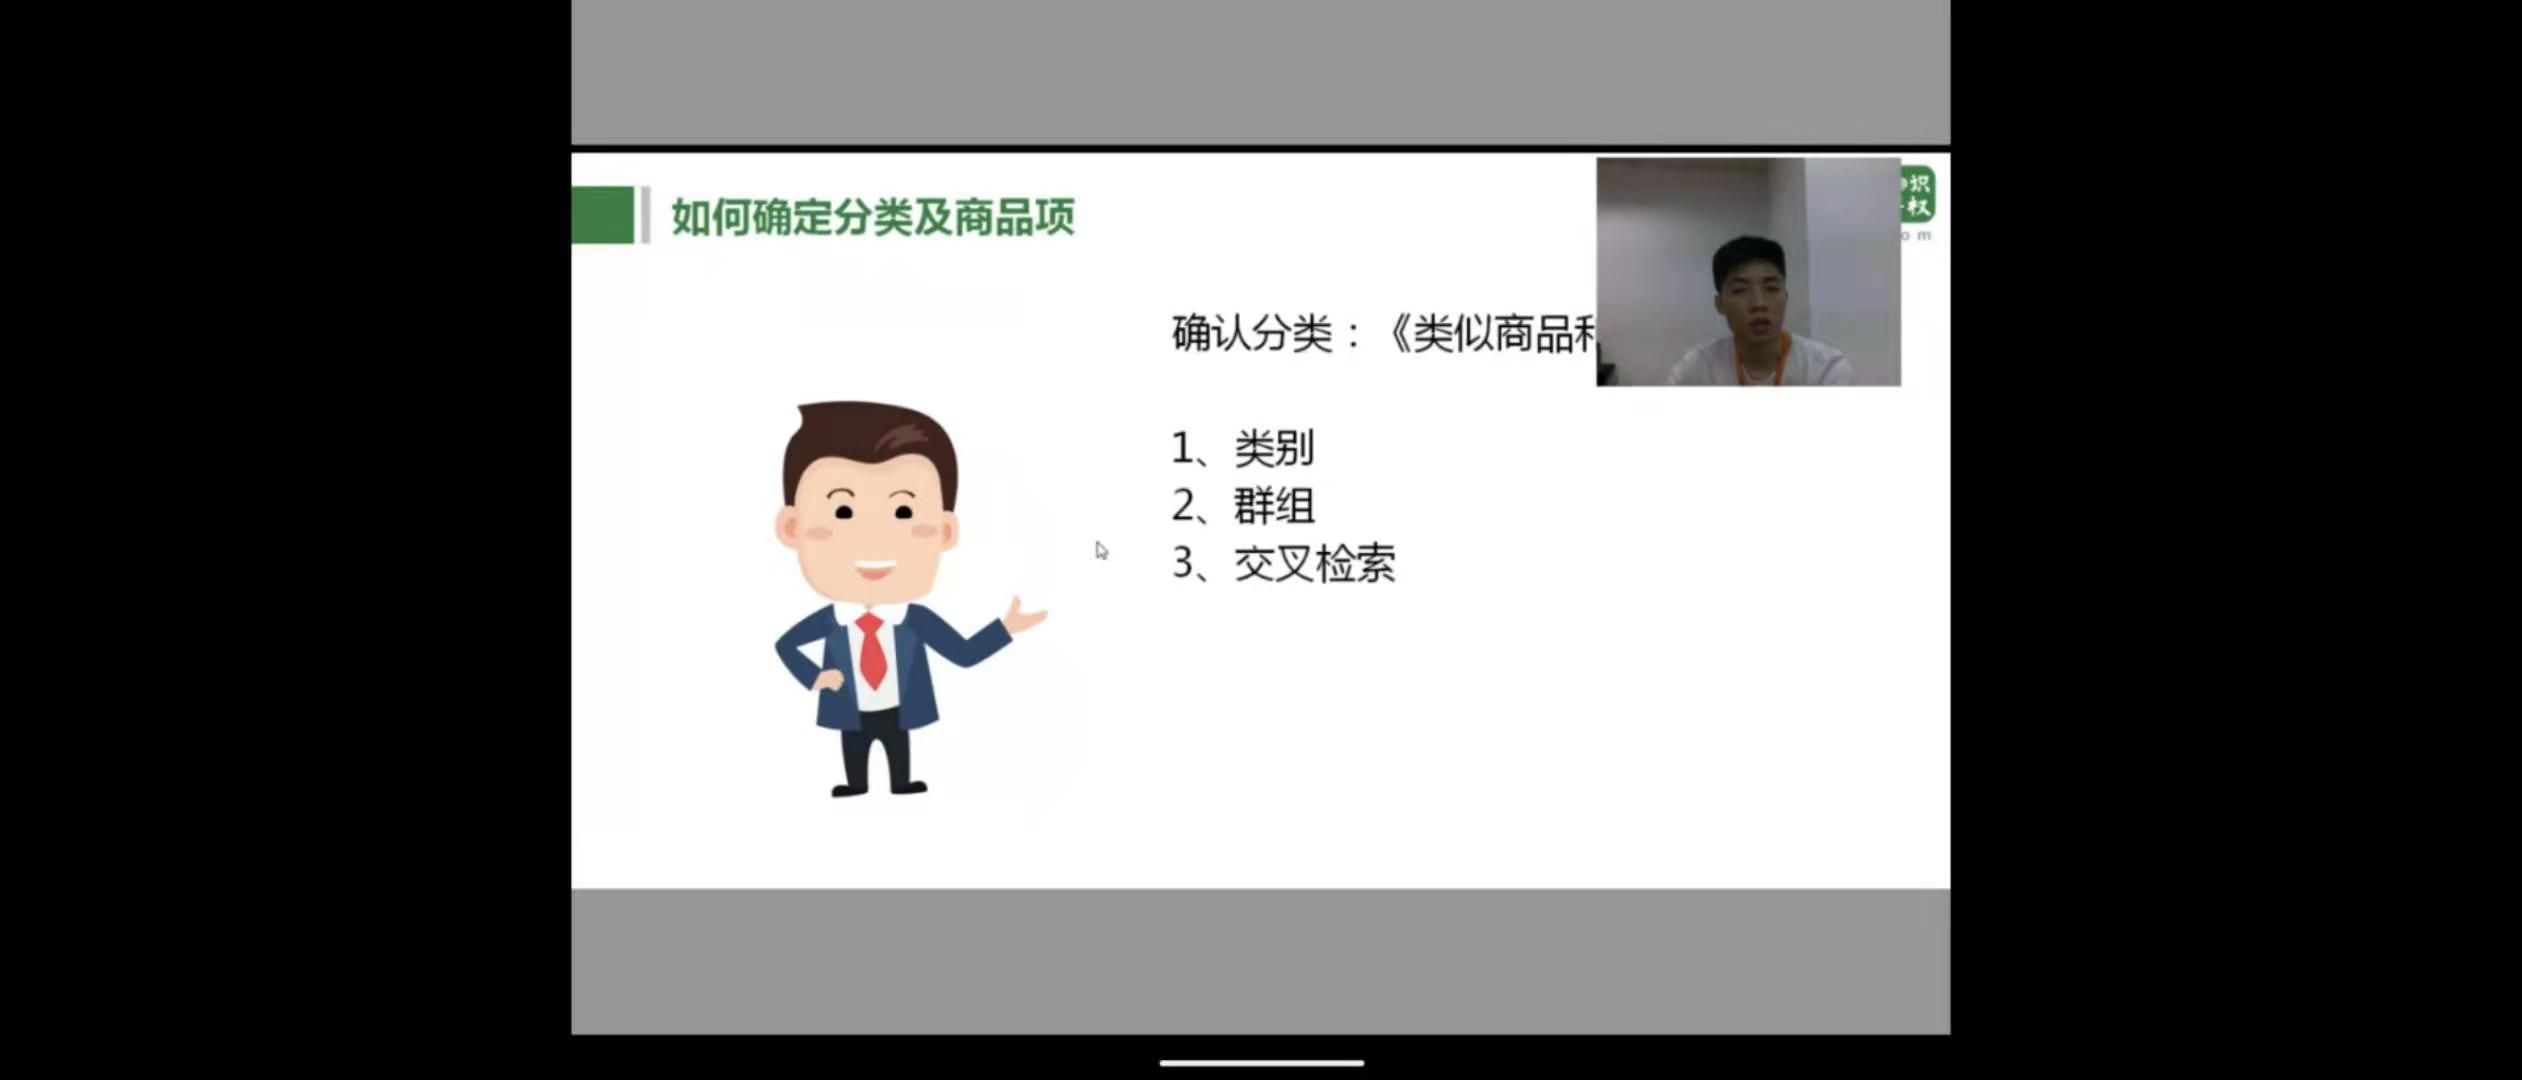 如何确定分类及商品项
识
权
om
确认分类：《类似商品和
1、类别
2、群组
3、交叉检索